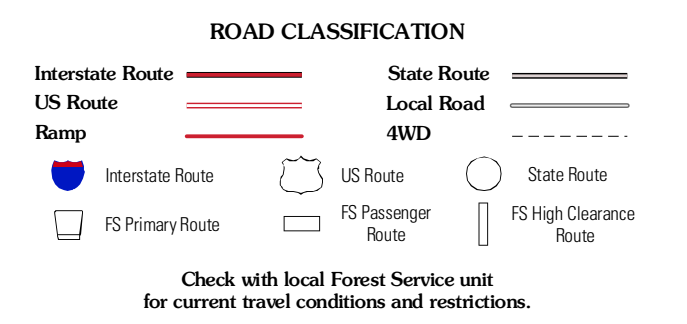 ROAD CLASSIFICATION
Interstate Route
State Route
US Route
Local Road
Ramp
4WD
Interstate Route
US Route
State Route
FS Primary Route
FS Passenger
Route
FS High Clearance
Route
Check with local Forest Service unit
for current travel conditions and restrictions.